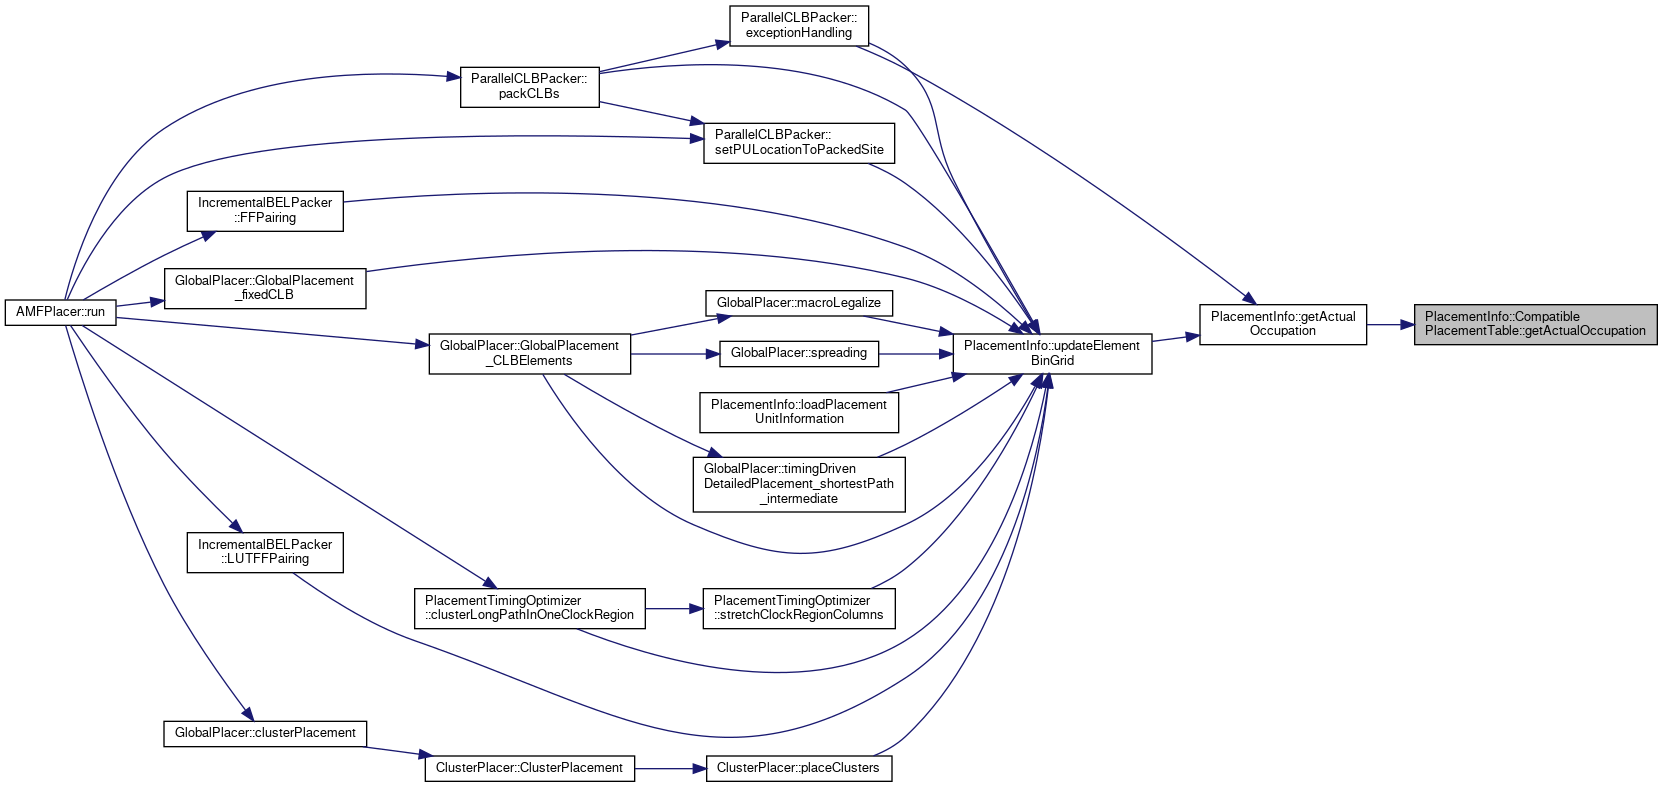 ParallelCLBPacker::
exceptionHandling
ParallelCLBPacker::
packCLBs
ParallelCLBPacker::
setPULocationToPackedSite
IncrementalBELPacker
::FFPairing
GlobalPlacer::GlobalPlacement
_fixedCLB
AMFPlacer::run
GlobalPlacer::macroLegalize
GlobalPlacer::GlobalPlacement
_CLBElements
GlobalPlacer::spreading
PlacementInfo::updateElement
BinGrid
PlacementInfo::getActual
Occupation
PlacementInfo::Compatible
PlacementTable::getActualOccupation
PlacementInfo::loadPlacement
UnitInformation
GlobalPlacer::timingDriven
DetailedPlacement_shortestPath
_intermediate
IncrementalBELPacker
::LUTFFPairing
PlacementTimingOptimizer
::clusterLongPathInOneClockRegion
PlacementTimingOptimizer
::stretchClockRegionColumns
GlobalPlacer::clusterPlacement
ClusterPlacer::ClusterPlacement
ClusterPlacer::placeClusters